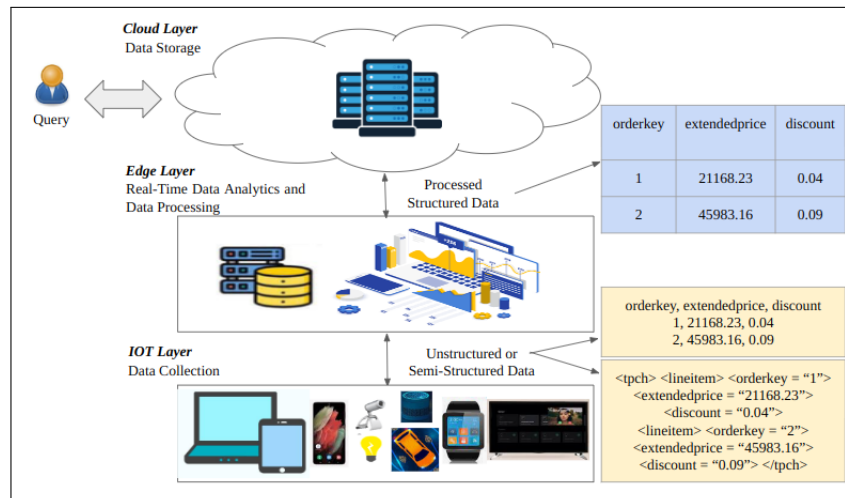 Cloud Layer
Data Storage
Query
Edge Layer
Real-Time Data Analytics and
Data Processing
Processed
Structured Data
orderkey extendedprice discount
1 21168.23 0.04
2 45983.16 0.09
IOT Layer
Data Collection
Unstructured or
Semi-Structured Data
orderkey, extendedprice, discount
1, 21168.23, 0.04
2, 45983.16, 0.09
<tpch> <lineitem> <orderkey = “1”>
<extendedprice = “21168.23”>
<discount = “0.04”>
<lineitem> <orderkey = “2”>
<extendedprice = “45983.16”>
<discount = “0.09”> </tpch>